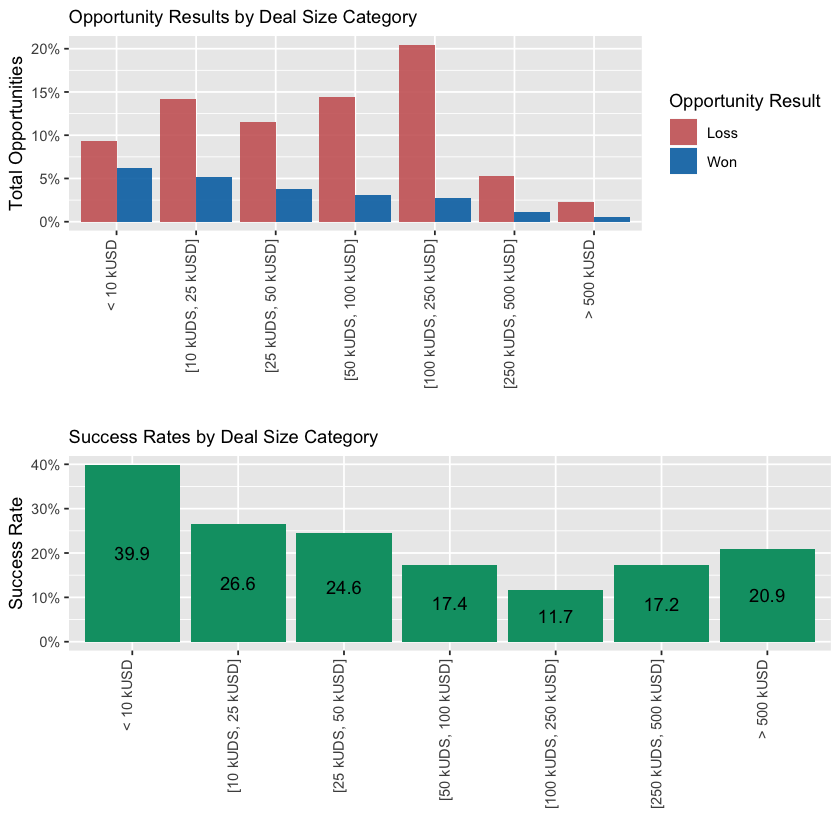 Opportunity Results by Deal Size Category
Total Opportunities
20%
15%
10%
5%
0%
< 10 kUSD
[10 kUDS, 25 kUSD]
[25 kUDS, 50 kUSD]
[50 kUDS, 100 kUSD]
[100 kUDS, 250 kUSD]
[250 kUDS, 500 kUSD]
> 500 kUSD
Opportunity Result
Loss
Won
Success Rates by Deal Size Category
Success Rate
40%
30%
20%
10%
0%
39.9
26.6
24.6
17.4
11.7
17.2
20.9
< 10 kUSD
[10 kUDS, 25 kUSD]
[25 kUDS, 50 kUSD]
[50 kUDS, 100 kUSD]
[100 kUDS, 250 kUSD]
[250 kUDS, 500 kUSD]
> 500 kUSD